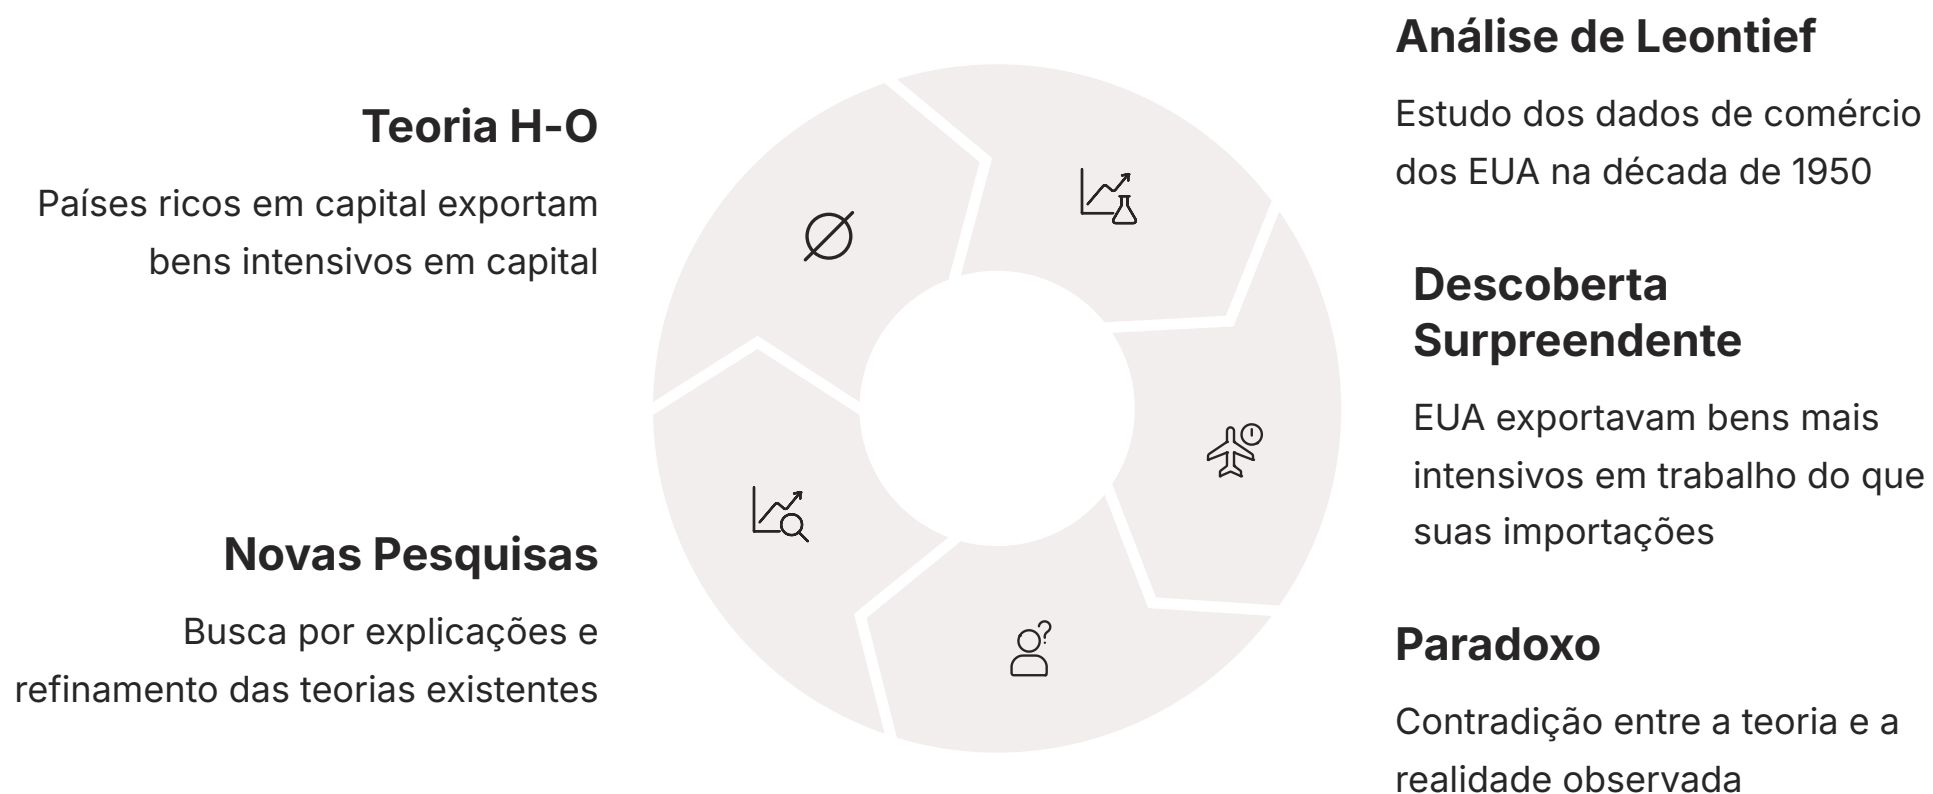 Teoria H-O
Países ricos em capital exportam
bens intensivos em capital
Análise de Leontief
Estudo dos dados de comércio
dos EUA na década de 1950
Descoberta
Surpreendente
EUA exportavam bens mais
intensivos em trabalho do que
suas importações
Paradoxo
Contradição entre a teoria e a
realidade observada
Novas Pesquisas
Busca por explicações e
refinamento das teorias existentes